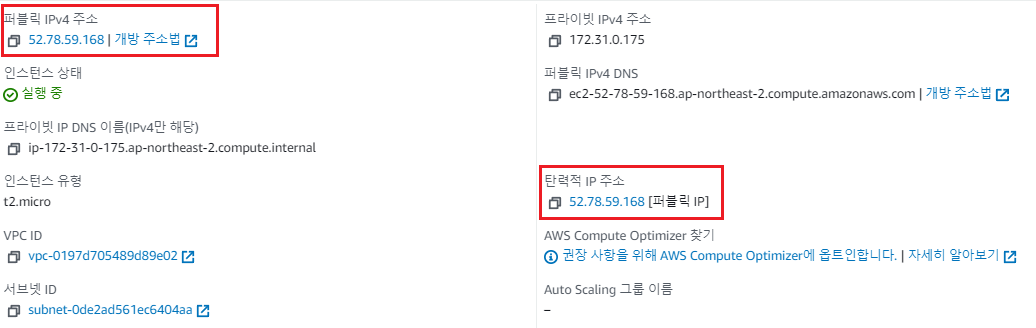 퍼블릭 IPv4 주소
52.78.59.168 | 개방 주소법
프라이빗 IPv4 주소
172.31.0.175
인스턴스 상태
실행 중
퍼블릭 IPv4 DNS
ec2-52-78-59-168.ap-northeast-2.compute.amazonaws.com | 개방 주소법
프라이빗 IP DNS 이름(IPv4만 해당)
ip-172-31-0-175.ap-northeast-2.compute.internal
인스턴스 유형
t2.micro
탄력적 IP 주소
52.78.59.168 [퍼블릭 IP]
VPC ID
vpc-0197d705489d89e02
AWS Compute Optimizer 찾기
권장 사항을 위해 AWS Compute Optimizer에 옵트인합니다. | 자세히 알아보기
서브넷 ID
subnet-0de2ad561ec6404aa
Auto Scaling 그룹 이름
–